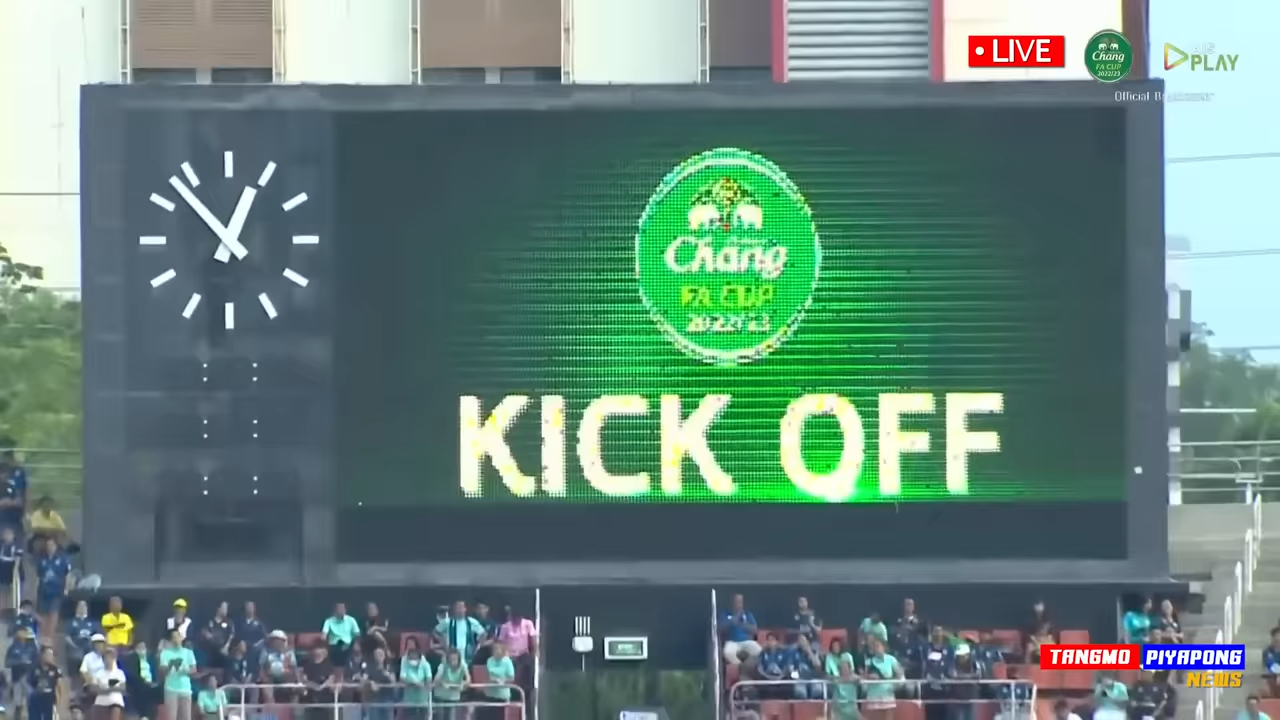 LIVE
Chang
FA CUP
2022/23
AIS
PLAY
Official Broadcaster
Chang
FA CUP
2022/23
KICK OFF
TANGMO PIYAPONG
NEWS